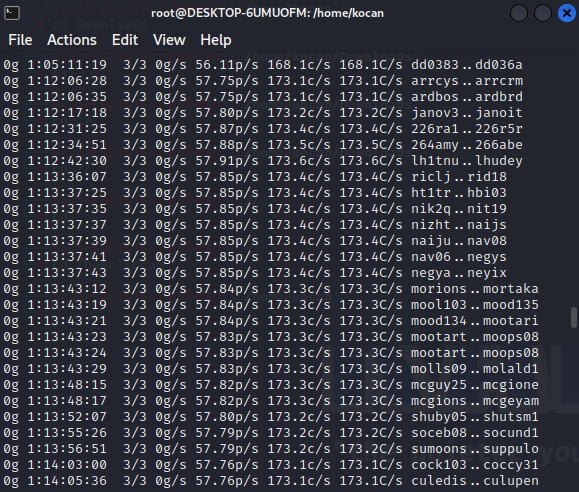 root@DESKTOP-6UMUOFM: /home/kocan
File Actions Edit View Help
0g 1:05:11:19 3/3 0g/s 56.11p/s 168.1c/s 168.1C/s dd0383..dd036a
0g 1:12:06:28 3/3 0g/s 57.75p/s 173.1c/s 173.1C/s arrcys..arrcrm
0g 1:12:06:35 3/3 0g/s 57.75p/s 173.1c/s 173.1C/s ardbos..ardbrd
0g 1:12:17:18 3/3 0g/s 57.80p/s 173.2c/s 173.2C/s janov3..janoit
0g 1:12:31:25 3/3 0g/s 57.87p/s 173.4c/s 173.4C/s 226ra1..226r5r
0g 1:12:34:51 3/3 0g/s 57.88p/s 173.5c/s 173.5C/s 264amy..266abe
0g 1:12:42:30 3/3 0g/s 57.91p/s 173.6c/s 173.6C/s lh1tnu..lhudey
0g 1:13:36:07 3/3 0g/s 57.85p/s 173.4c/s 173.4C/s riclj..rid18
0g 1:13:37:25 3/3 0g/s 57.85p/s 173.4c/s 173.4C/s ht1tr..hbi03
0g 1:13:37:35 3/3 0g/s 57.85p/s 173.4c/s 173.4C/s nik2q..nit19
0g 1:13:37:37 3/3 0g/s 57.85p/s 173.4c/s 173.4C/s nizht..naijs
0g 1:13:37:39 3/3 0g/s 57.85p/s 173.4c/s 173.4C/s naiju..nav08
0g 1:13:37:41 3/3 0g/s 57.85p/s 173.4c/s 173.4C/s nav06..negys
0g 1:13:37:43 3/3 0g/s 57.85p/s 173.4c/s 173.4C/s negya..neyix
0g 1:13:43:12 3/3 0g/s 57.84p/s 173.3c/s 173.3C/s morions..mortaka
0g 1:13:43:19 3/3 0g/s 57.84p/s 173.3c/s 173.3C/s mool103..mood135
0g 1:13:43:21 3/3 0g/s 57.84p/s 173.3c/s 173.3C/s mood134..mootari
0g 1:13:43:23 3/3 0g/s 57.83p/s 173.3c/s 173.3C/s mootart..moops08
0g 1:13:43:24 3/3 0g/s 57.83p/s 173.3c/s 173.3C/s mootart..moops08
0g 1:13:43:29 3/3 0g/s 57.83p/s 173.3c/s 173.3C/s molls09..molald1
0g 1:13:48:15 3/3 0g/s 57.82p/s 173.3c/s 173.3C/s mcguy25..mcgione
0g 1:13:48:17 3/3 0g/s 57.82p/s 173.3c/s 173.3C/s mcgions..mcgeyam
0g 1:13:52:07 3/3 0g/s 57.80p/s 173.2c/s 173.2C/s shuby05..shutsm1
0g 1:13:55:26 3/3 0g/s 57.79p/s 173.2c/s 173.2C/s soceb08..socund1
0g 1:13:56:51 3/3 0g/s 57.79p/s 173.2c/s 173.2C/s sumoons..suppulo
0g 1:14:03:00 3/3 0g/s 57.76p/s 173.1c/s 173.1C/s cock103..coccy31
0g 1:14:05:36 3/3 0g/s 57.76p/s 173.1c/s 173.1C/s culedis..culupen